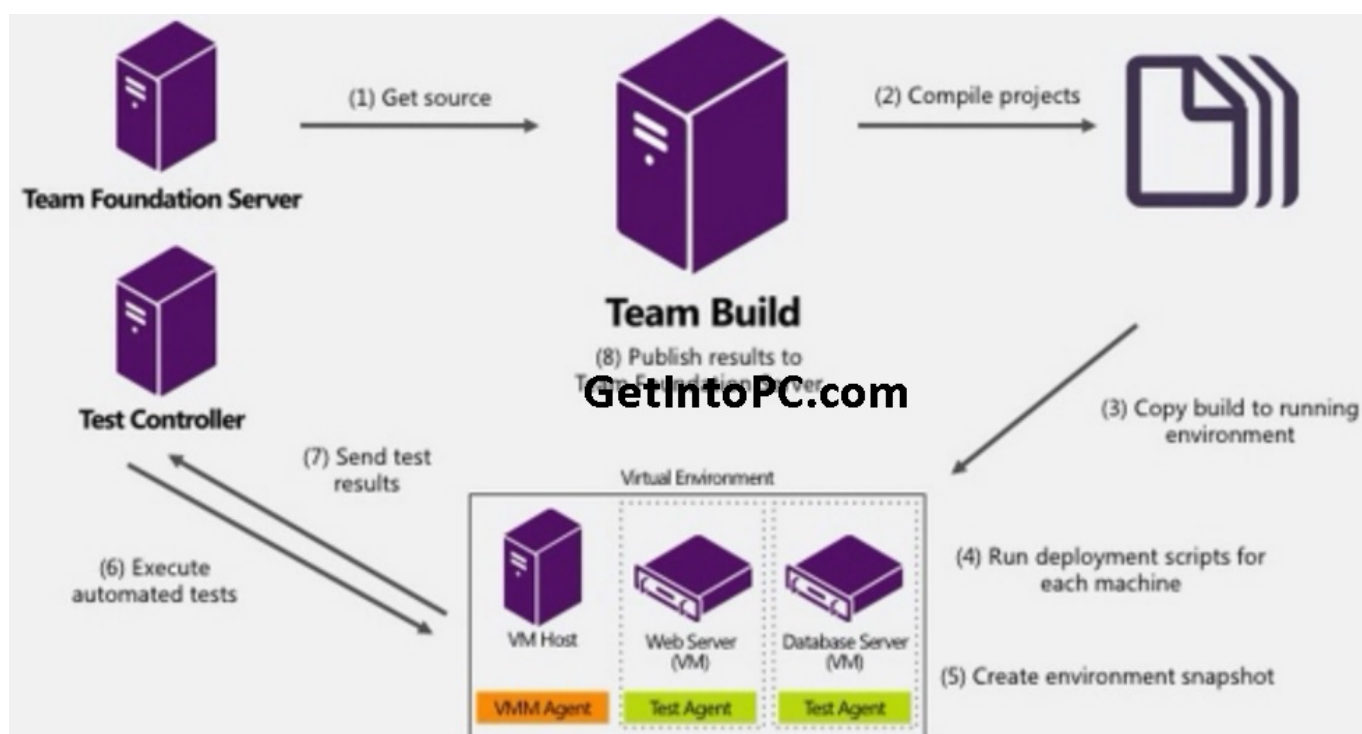 (1) Get source
(2) Compile projects
Team Foundation Server
Team Build
(8) Publish results to
Team Foundation Server
GetIntoPC.com
Test Controller
(3) Copy build to running
environment
(7) Send test
results
Virtual Environment
(6) Execute
automated tests
(4) Run deployment scripts for
each machine
VM Host
Web Server
(VM)
Database Server
(VM)
(5) Create environment snapshot
VMM Agent
Test Agent
Test Agent